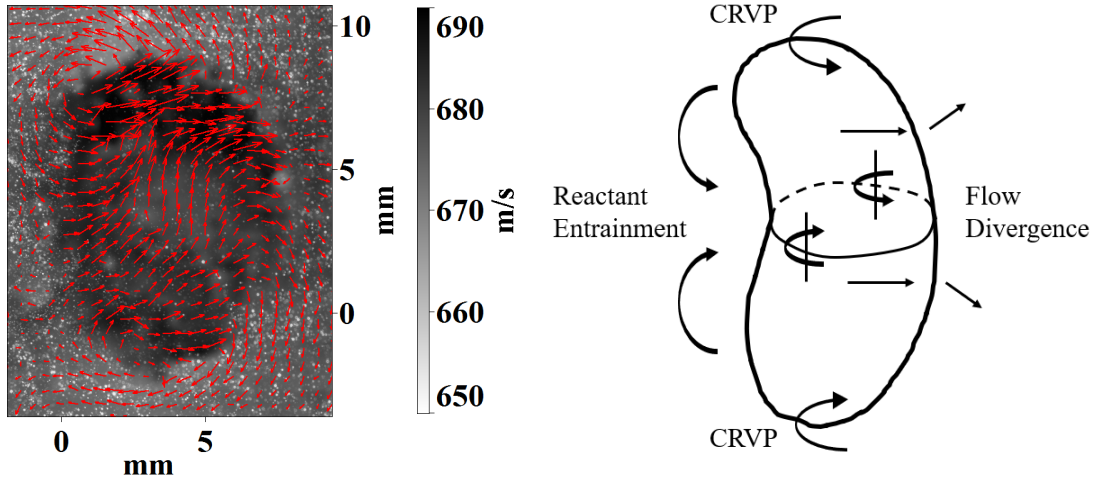 10
5
0
mm
0
5
mm
690
680
670
660
650
m/s
CRVP
Reactant
Entrainment
Flow
Divergence
CRVP